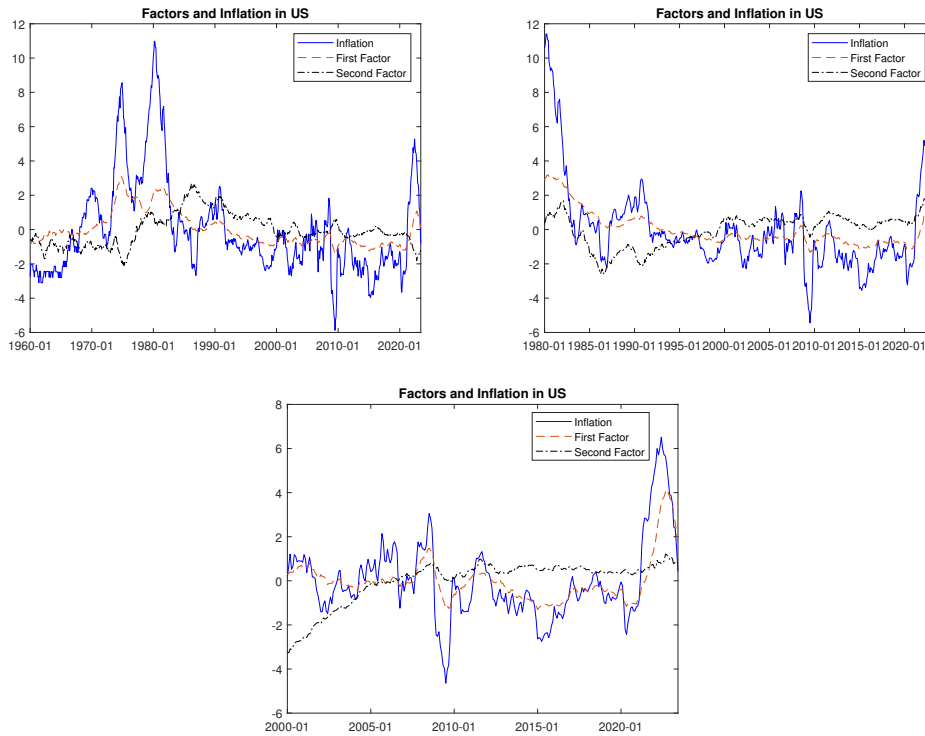 Factors and Inflation in US
Inflation
First Factor
Second Factor
12
10
8
6
4
2
0
-2
-4
-6
1960-01 1970-01 1980-01 1990-01 2000-01 2010-01 2020-01
Factors and Inflation in US
Inflation
First Factor
Second Factor
12
10
8
6
4
2
0
-2
-4
-6
1980-01 1985-01 1990-01 1995-01 2000-01 2005-01 2010-01 2015-01 2020-01
Factors and Inflation in US
Inflation
First Factor
Second Factor
8
6
4
2
0
-2
-4
-6
2000-01 2005-01 2010-01 2015-01 2020-01